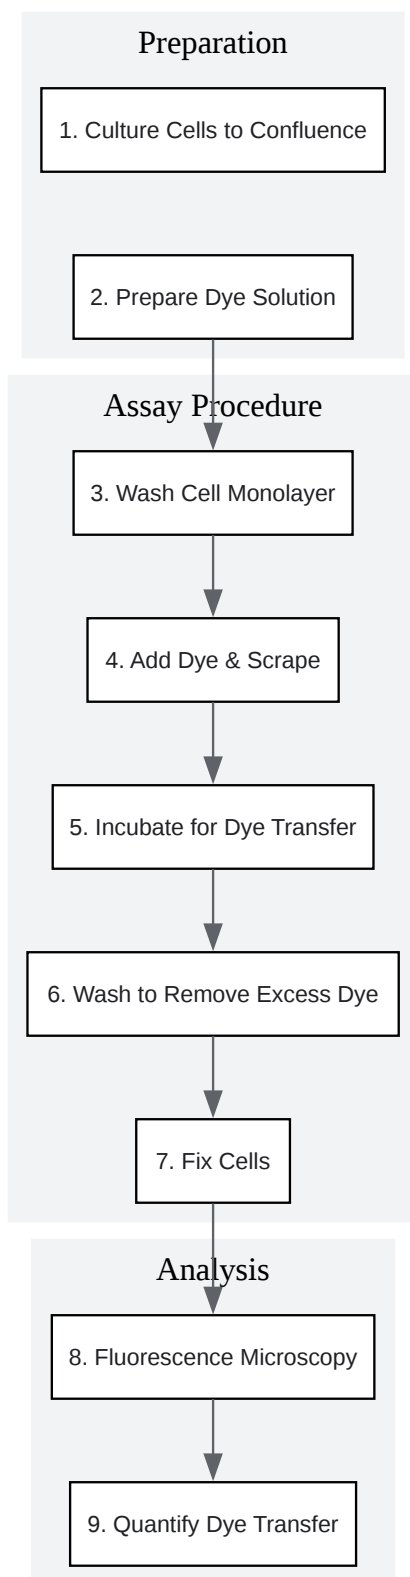 Preparation
1. Culture Cells to Confluence
2. Prepare Dye Solution
Assay Procedure
3. Wash Cell Monolayer
4. Add Dye & Scrape
5. Incubate for Dye Transfer
6. Wash to Remove Excess Dye
7. Fix Cells
Analysis
8. Fluorescence Microscopy
9. Quantify Dye Transfer